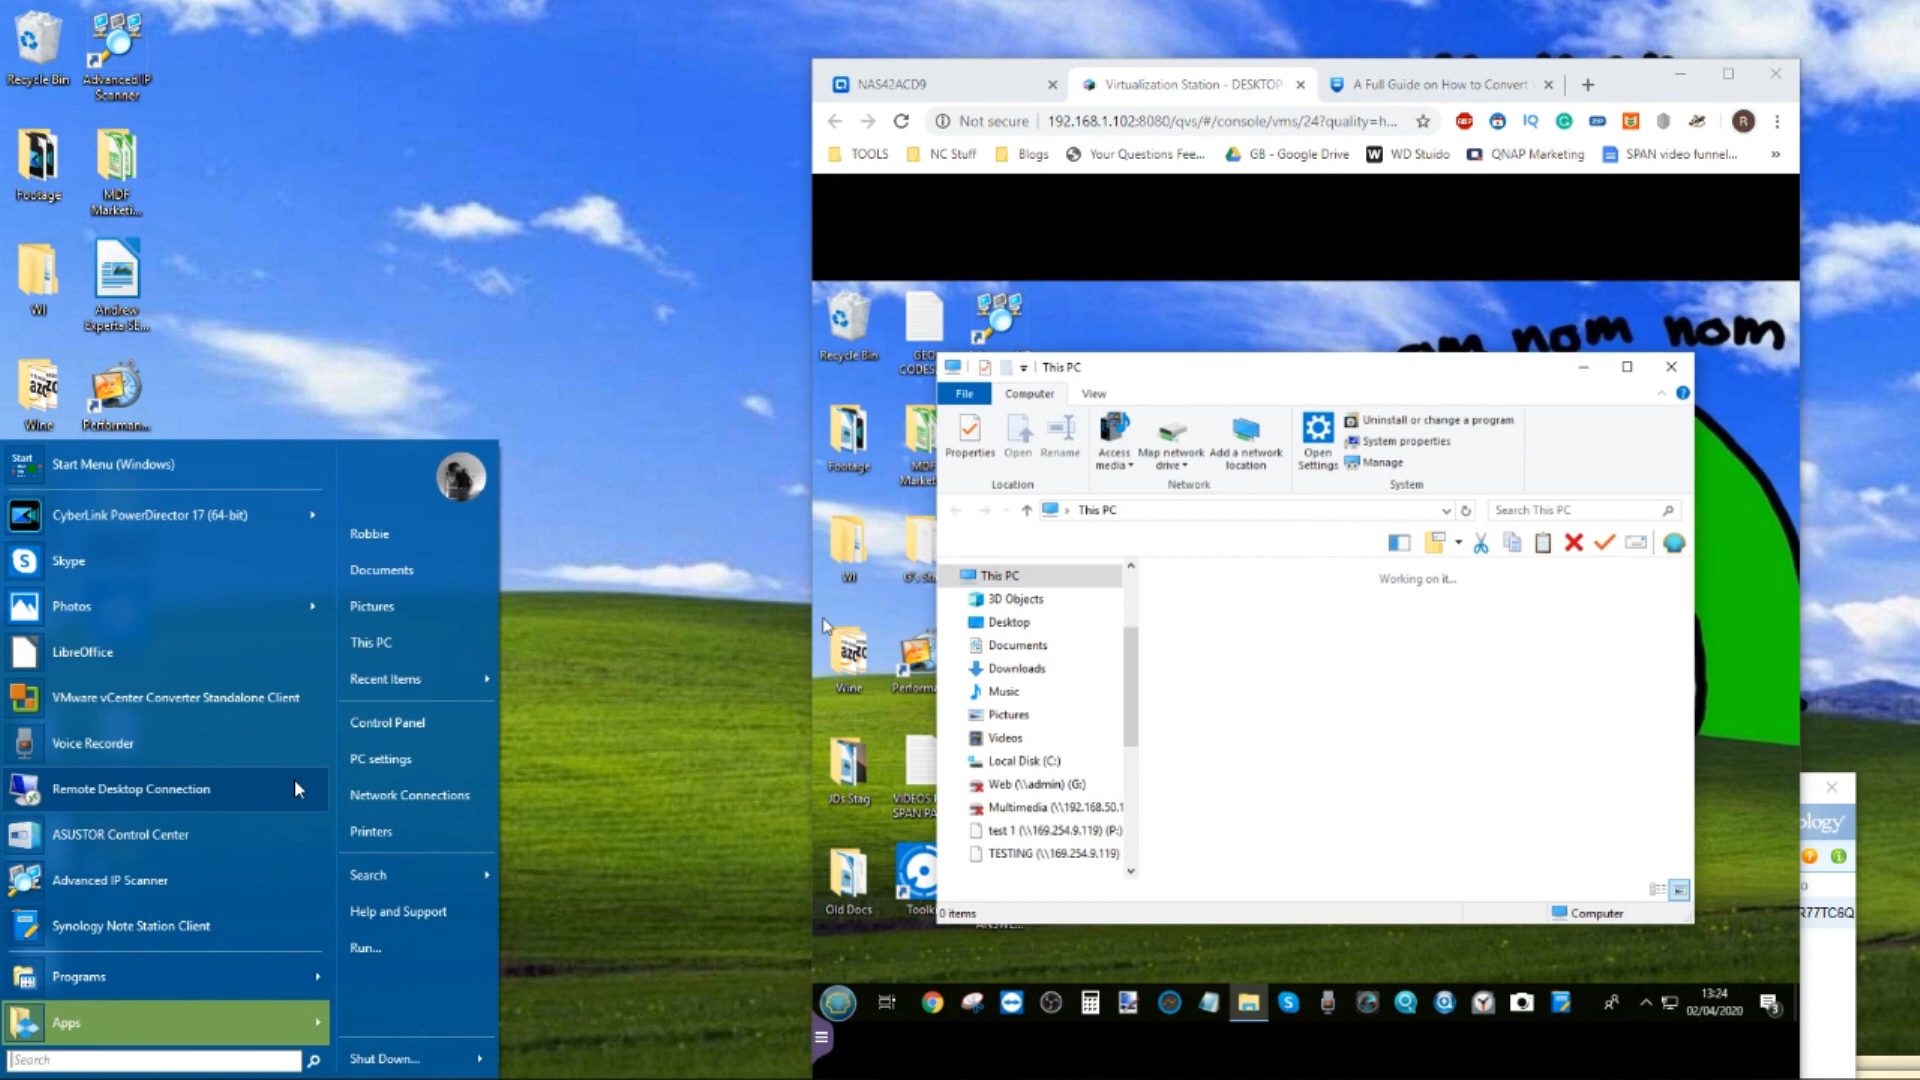 Recycle Bin
Advanced IP
Scanner
Footage
MDF
Marketi...
WI
Andrew
Experts SE...
Wine
Performan...
Start
Start Menu (Windows)
CyberLink PowerDirector 17 (64-bit)
Skype
Photos
LibreOffice
VMware vCenter Converter Standalone Client
Voice Recorder
Remote Desktop Connection
ASUSTOR Control Center
Advanced IP Scanner
Synology Note Station Client
Programs
Apps
Search
Robbie
Documents
Pictures
This PC
Recent Items
Control Panel
PC settings
Network Connections
Printers
Search
Help and Support
Run...
Shut Down...
NAS42ACD9
Virtualization Station - DESKTOP
A Full Guide on How to Convert
Not secure
192.168.1.102:8080/qvs/#/console/vms/24?quality=h...
ABP
IQ
R
TOOLS
NC Stuff
Blogs
Your Questions Fee...
GB - Google Drive
W
WD Stuido
QNAP Marketing
SPAN video funnel...
»
om nom nom
Recycle Bin
GEO
CODES
Footage
MDF
Market
WI
Wine
Performa
JDs Stag
VIDEOS
SPAN PA
Old Docs
Toolk
ANSWE...
This PC
File
Computer
View
Properties
Open
Rename
Access
media
Map network
drive
Add a network
location
Open
Settings
Uninstall or change a program
System properties
Manage
Location
Network
System
This PC
Search This PC
This PC
3D Objects
Desktop
Documents
Downloads
Music
Pictures
Videos
Local Disk (C:)
Web (\\admin) (G:)
Multimedia (\\192.168.50.1
test 1 (\\169.254.9.119) (P:)
TESTING (\\169.254.9.119)
Working on it...
0 items
Computer
13:24
02/04/2020
3
ology
R77TC6Q